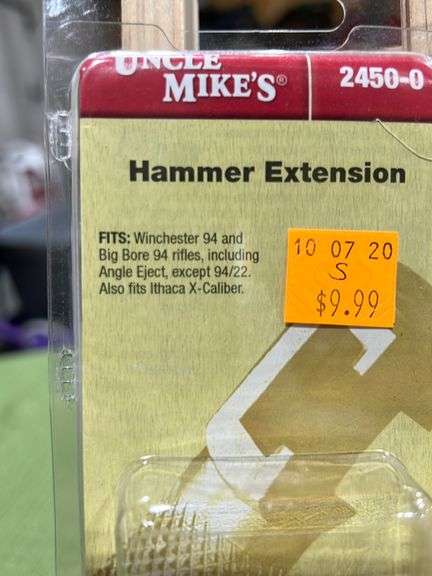 UNCLE
MIKE'S®
2450-0
Hammer Extension
FITS: Winchester 94 and
Big Bore 94 rifles, including
Angle Eject, except 94/22.
Also fits Ithaca X-Caliber.
10 07 20
S
$9.99